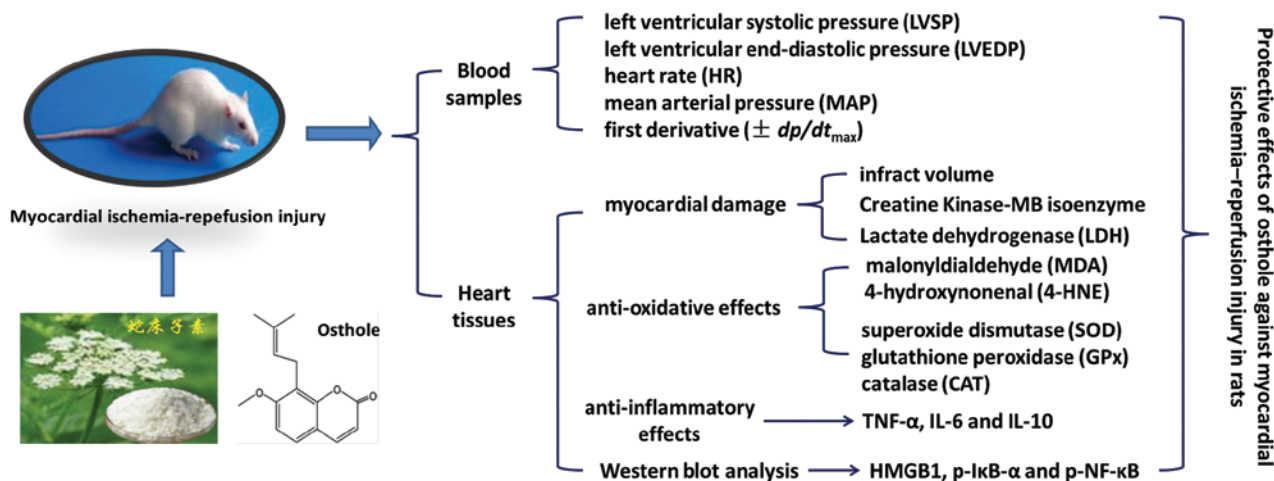 Myocardial ischemia-repefusion injury
蛇床子素
Osthole
O
O
O
Blood
samples
left ventricular systolic pressure (LVSP)
left ventricular end-diastolic pressure (LVEDP)
heart rate (HR)
mean arterial pressure (MAP)
first derivative (± dp/dtmax)
Heart
tissues
myocardial damage
infract volume
Creatine Kinase-MB isoenzyme
Lactate dehydrogenase (LDH)
anti-oxidative effects
malonyldialdehyde (MDA)
4-hydroxynonenal (4-HNE)
superoxide dismutase (SOD)
glutathione peroxidase (GPx)
catalase (CAT)
anti-inflammatory
effects
TNF-α, IL-6 and IL-10
Western blot analysis
HMGB1, p-IκB-α and p-NF-κB
Protective effects of osthole against myocardial
ischemia–reperfusion injury in rats